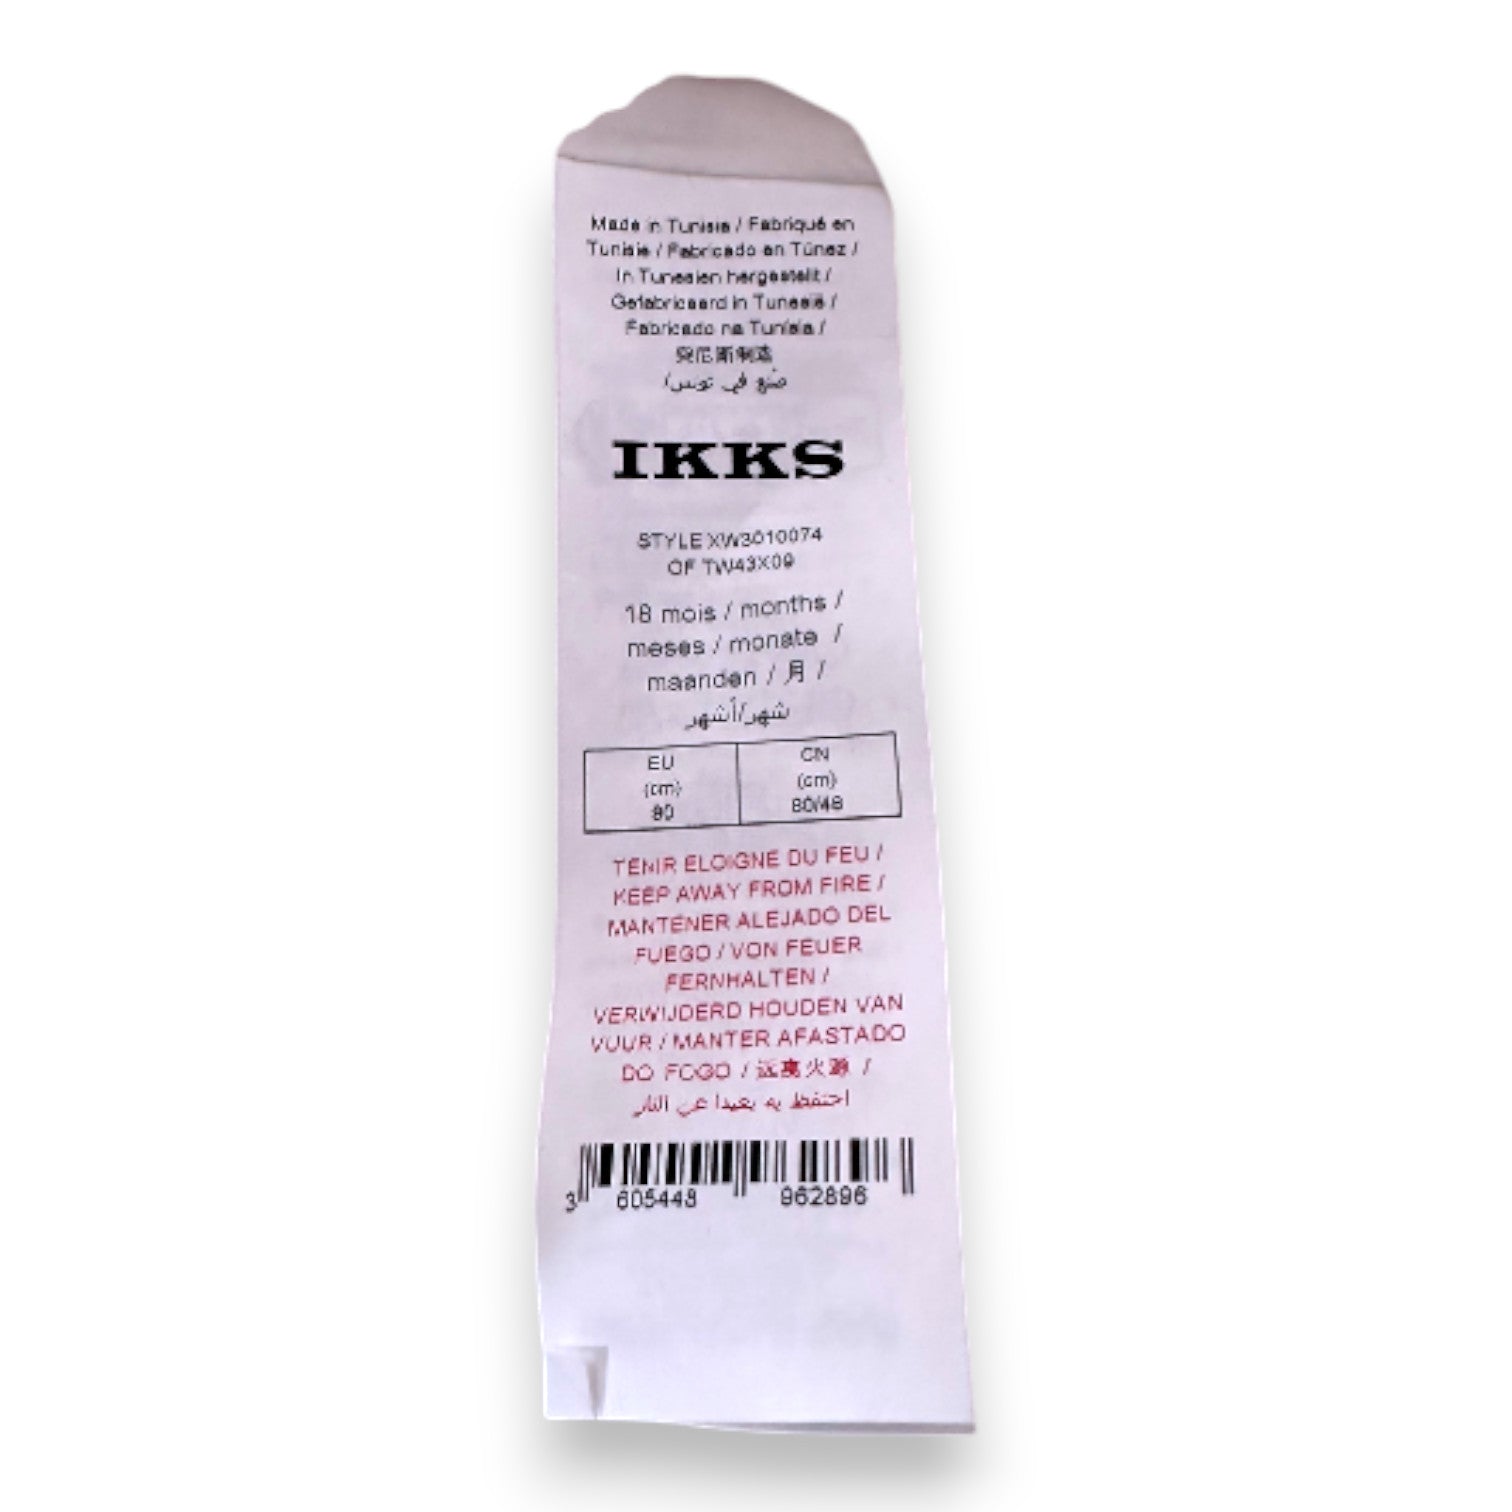 Made in Tunisia / Fabriqué en
Tunisie / Fabricado en Túnez /
In Tunesien hergestellt /
Gefabriceerd in Tunesië /
Fabricado na Tunísia /
突尼斯制造
صنع في تونس/
IKKS
STYLE XW3010074
OF TW43X09
18 mois / months /
meses / monate /
maanden / 月 /
شهر/أشهر
EU CN
(cm) (cm)
80 80/48
TENIR ELOIGNE DU FEU /
KEEP AWAY FROM FIRE /
MANTENER ALEJADO DEL
FUEGO / VON FEUER
FERNHALTEN /
VERWIJDERD HOUDEN VAN
VUUR / MANTER AFASTADO
DO FOGO / 远离火源 /
احتفظ به بعيدا عن النار
3 605448 962896